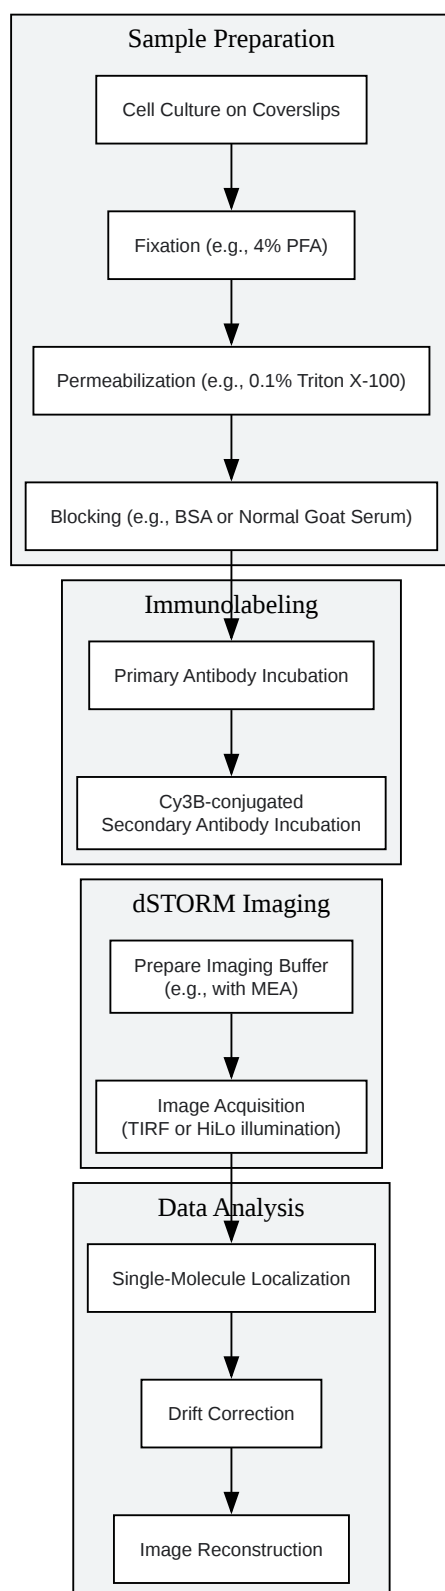 Sample Preparation
Cell Culture on Coverslips
Fixation (e.g., 4% PFA)
Permeabilization (e.g., 0.1% Triton X-100)
Blocking (e.g., BSA or Normal Goat Serum)
Immunolabeling
Primary Antibody Incubation
Cy3B-conjugated
Secondary Antibody Incubation
dSTORM Imaging
Prepare Imaging Buffer
(e.g., with MEA)
Image Acquisition
(TIRF or HiLo illumination)
Data Analysis
Single-Molecule Localization
Drift Correction
Image Reconstruction